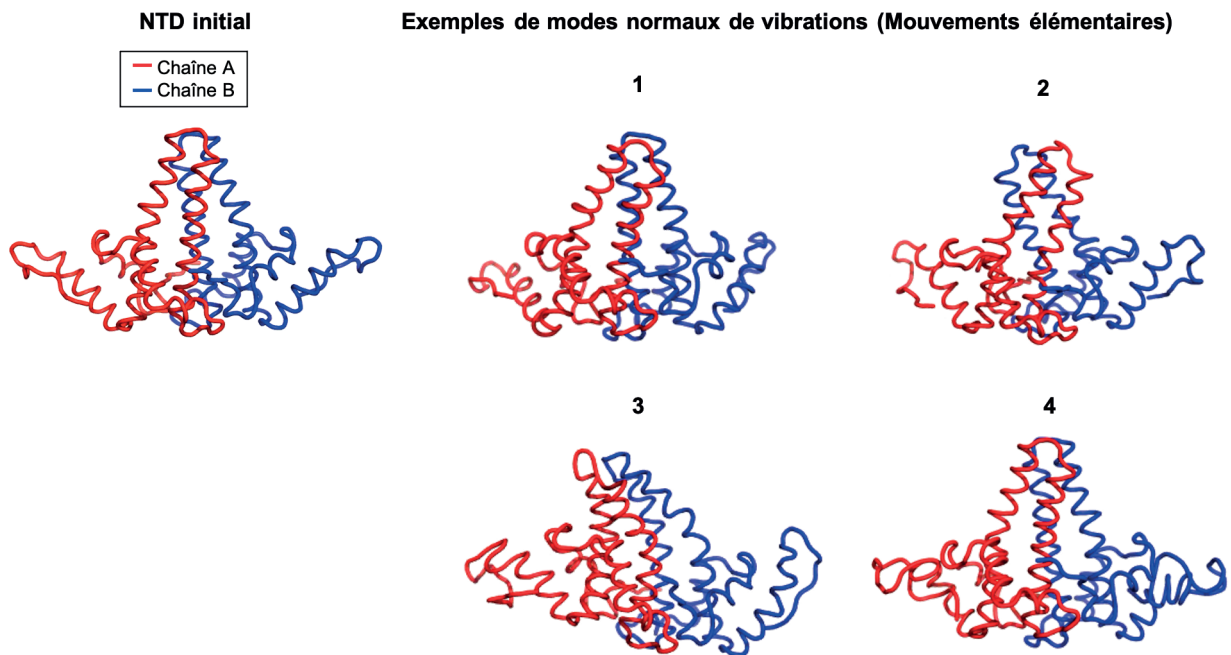 NTD initial
Exemples de modes normaux de vibrations (Mouvements élémentaires)
Chaîne A
Chaîne B
1
2
3
4